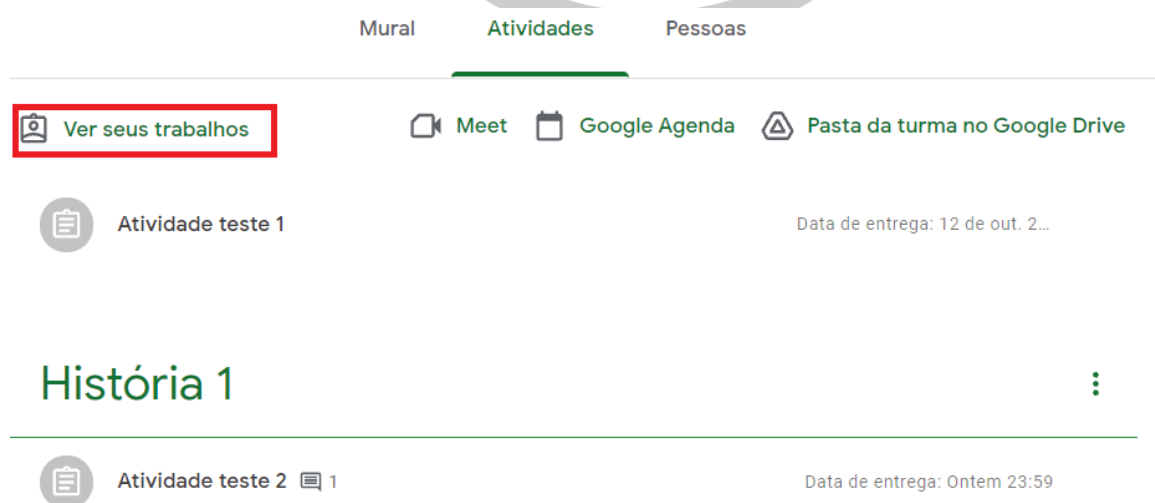 Mural Atividades Pessoas
Ver seus trabalhos Meet Google Agenda Pasta da turma no Google Drive
Atividade teste 1 Data de entrega: 12 de out. 2...
História 1
Atividade teste 2 1 Data de entrega: Ontem 23:59